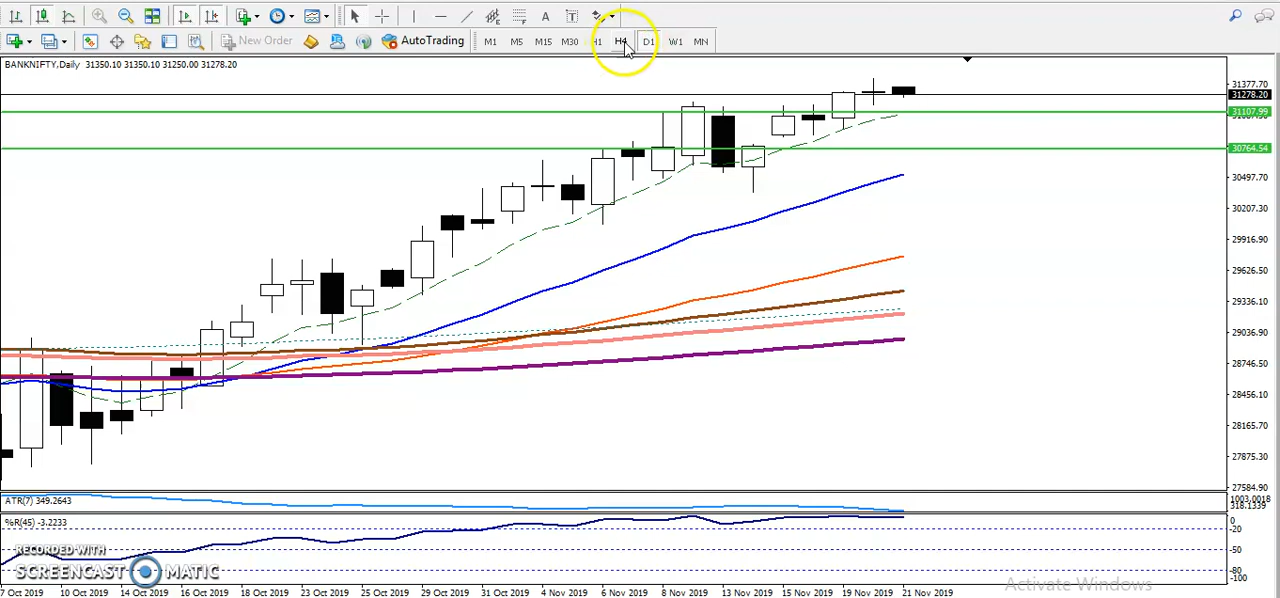 A T
New Order AutoTrading M1 M5 M15 M30 H1 H4 D1 W1 MN
BANKNIFTY,Daily 31350.10 31350.10 31250.00 31278.20
31377.70
31278.20
31107.99
30764.54
30497.70
30207.30
29916.90
29626.50
29336.10
29036.90
28746.50
28456.10
28165.70
27875.30
27584.90
ATR(7) 349.2643
1003.0018
318.1339
%R(45) -3.2233
0
-20
-50
-80
-100
RECORDED WITH
SCREENCAST MATIC
Activate Windows
7 Oct 2019 10 Oct 2019 14 Oct 2019 16 Oct 2019 18 Oct 2019 23 Oct 2019 25 Oct 2019 29 Oct 2019 31 Oct 2019 4 Nov 2019 6 Nov 2019 8 Nov 2019 13 Nov 2019 15 Nov 2019 19 Nov 2019 21 Nov 2019